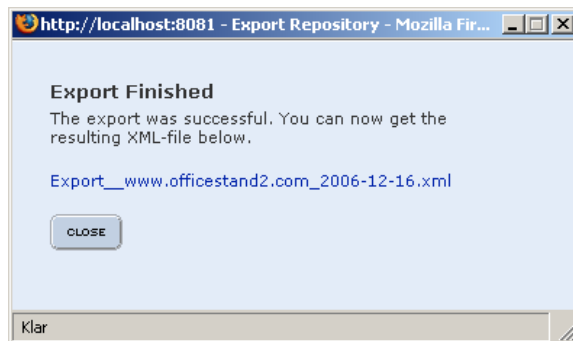 http://localhost:8081 - Export Repository - Mozilla Fir...
Export Finished
The export was successful. You can now get the
resulting XML-file below.
Export__www.officestand2.com_2006-12-16.xml
CLOSE
Klar